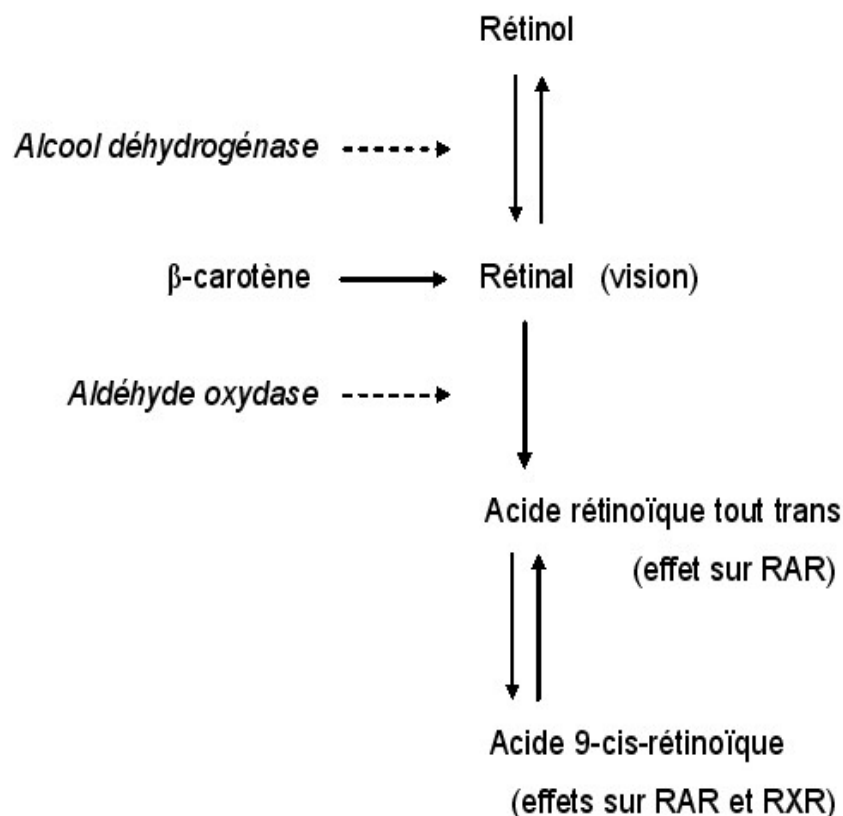 Rétinol
Alcool déhydrogénase
β-carotène
Rétinal (vision)
Aldéhyde oxydase
Acide rétinoïque tout trans
(effet sur RAR)
Acide 9-cis-rétinoïque
(effets sur RAR et RXR)